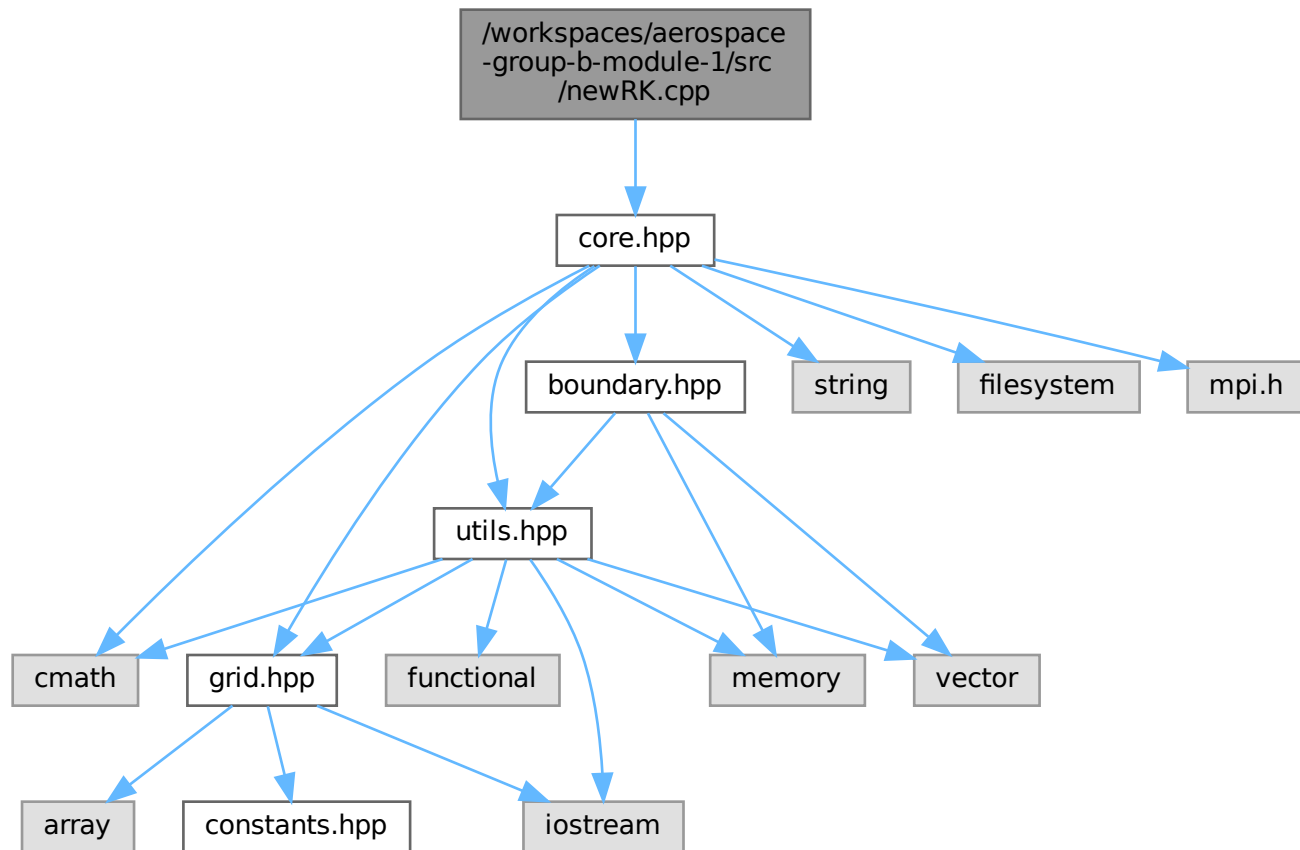 /workspaces/aerospace
-group-b-module-1/src
/newRK.cpp
core.hpp
boundary.hpp
string
filesystem
mpi.h
utils.hpp
cmath
grid.hpp
functional
memory
vector
array
constants.hpp
iostream